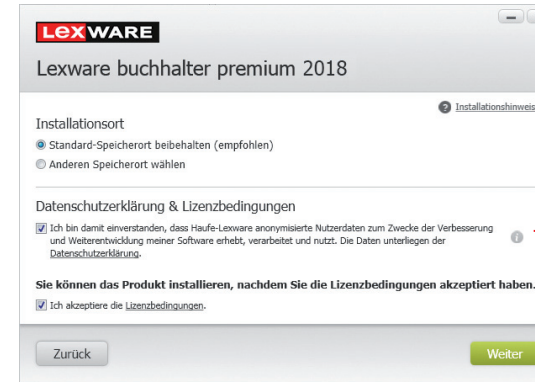 LEXWARE
Lexware buchhalter premium 2018
Installationshinweis
Installationsort
Standard-Speicherort beibehalten (empfohlen)
Anderen Speicherort wählen
Datenschutzerklärung & Lizenzbedingungen
Ich bin damit einverstanden, dass Haufe-Lexware anonymisierte Nutzerdaten zum Zwecke der Verbesserung
und Weiterentwicklung meiner Software erhebt, verarbeitet und nutzt. Die Daten unterliegen der
Datenschutzerklärung.
Sie können das Produkt installieren, nachdem Sie die Lizenzbedingungen akzeptiert haben.
Ich akzeptiere die Lizenzbedingungen.
Zurück
Weiter